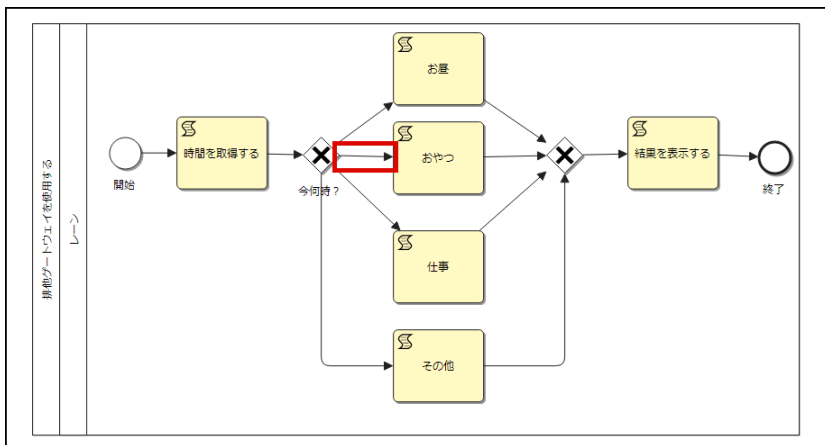 排他ゲートウェイを使用する
レーン
開始
時間を取得する
今何時？
お昼
おやつ
仕事
その他
結果を表示する
終了